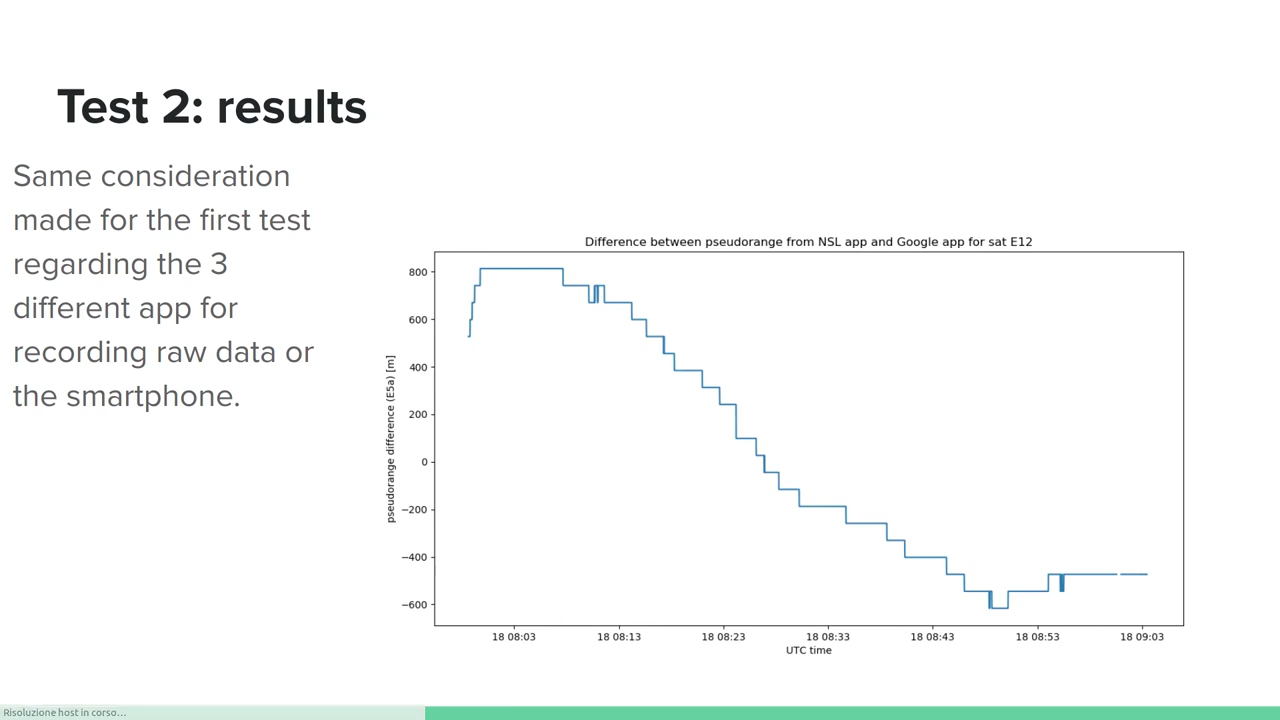 Test 2: results
Same consideration
made for the first test
regarding the 3
different app for
recording raw data or
the smartphone.
Difference between pseudorange from NSL app and Google app for sat E12
pseudorange difference (E5a) [m]
800
600
400
200
0
−200
−400
−600
18 08:03 18 08:13 18 08:23 18 08:33 18 08:43 18 08:53 18 09:03
UTC time
Risoluzione host in corso…